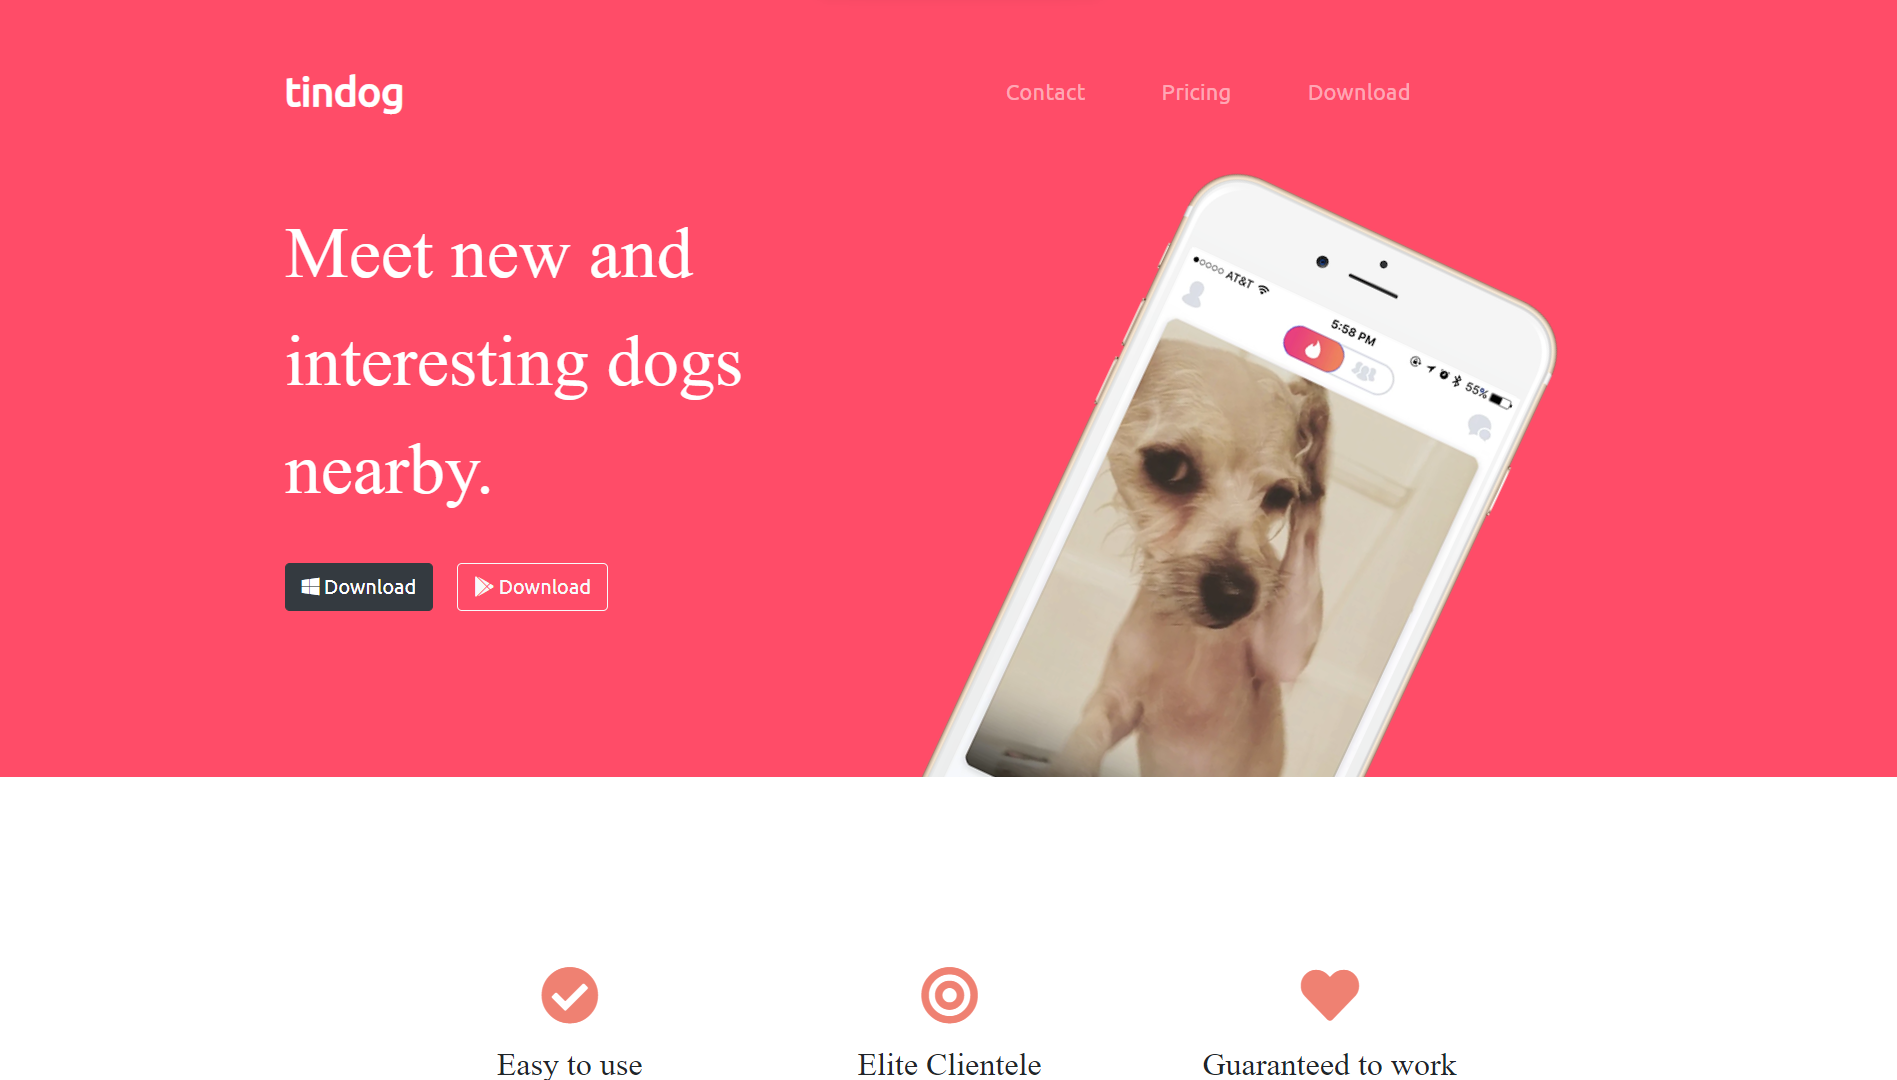 tindog
Contact Pricing Download
Meet new and
interesting dogs
nearby.
Download Download
AT&T
5:58 PM
55%
Easy to use Elite Clientele Guaranteed to work